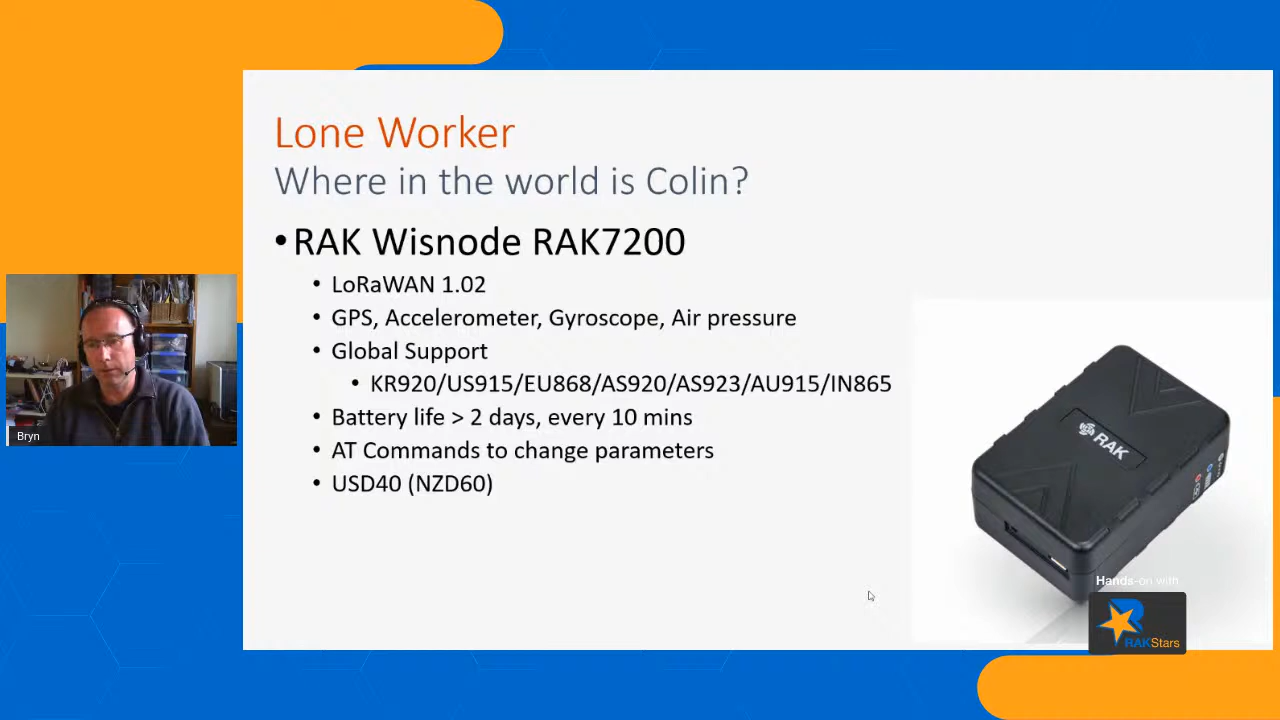 Lone Worker
Where in the world is Colin?
•RAK Wisnode RAK7200
• LoRaWAN 1.02
• GPS, Accelerometer, Gyroscope, Air pressure
• Global Support
• KR920/US915/EU868/AS920/AS923/AU915/IN865
• Battery life > 2 days, every 10 mins
• AT Commands to change parameters
• USD40 (NZD60)
Bryn
RAK
Hands-on with
RAKStars